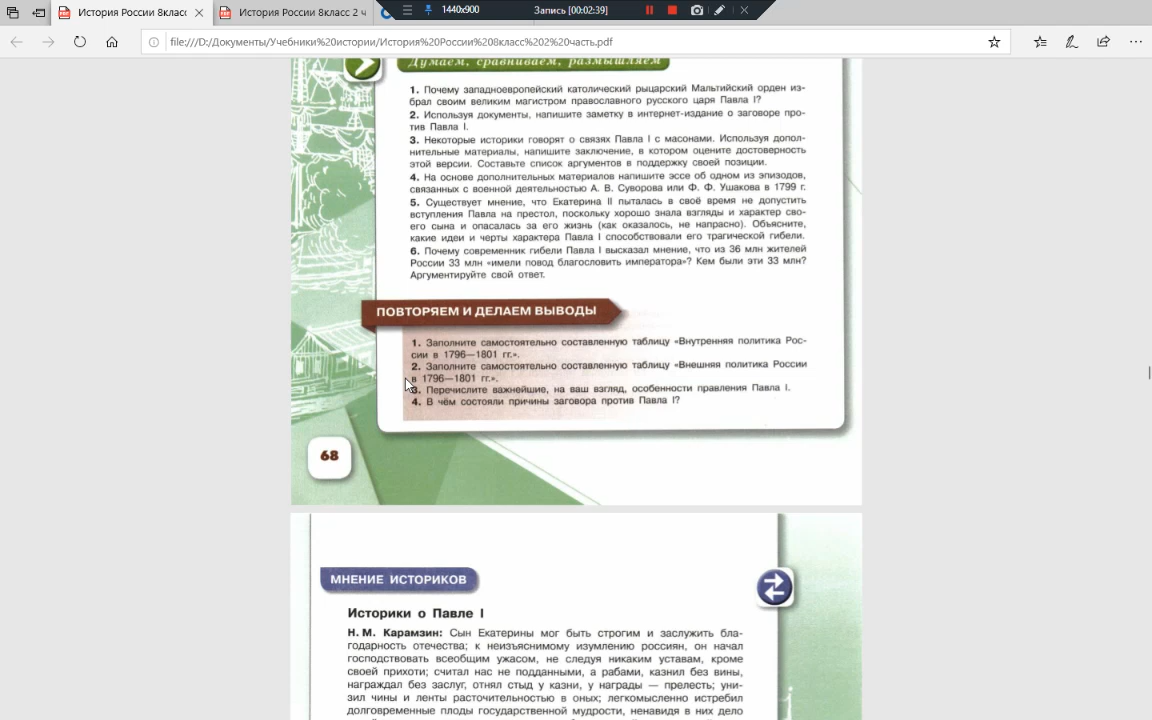 История России 8класс
История России 8класс 2 ч
1440x900
Запись [00:02:39]
file:///D:/Документы/Учебники%20истории/История%20России%208класс%202%20часть.pdf
Думаем, сравниваем, размышляем
1. Почему западноевропейский католический рыцарский Мальтийский орден из-
брал своим великим магистром православного русского царя Павла I?
2. Используя документы, напишите заметку в интернет-издание о заговоре про-
тив Павла I.
3. Некоторые историки говорят о связях Павла I с масонами. Используя допол-
нительные материалы, напишите заключение, в котором оцените достоверность
этой версии. Составьте список аргументов в поддержку своей позиции.
4. На основе дополнительных материалов напишите эссе об одном из эпизодов,
связанных с военной деятельностью А. В. Суворова или Ф. Ф. Ушакова в 1799 г.
5. Существует мнение, что Екатерина II пыталась в своё время не допустить
вступления Павла на престол, поскольку хорошо знала взгляды и характер сво-
его сына и опасалась за его жизнь (как оказалось, не напрасно). Объясните,
какие идеи и черты характера Павла I способствовали его трагической гибели.
6. Почему современник гибели Павла I высказал мнение, что из 36 млн жителей
России 33 млн «имели повод благословить императора»? Кем были эти 33 млн?
Аргументируйте свой ответ.
ПОВТОРЯЕМ И ДЕЛАЕМ ВЫВОДЫ
1. Заполните самостоятельно составленную таблицу «Внутренняя политика Рос-
сии в 1796—1801 гг.».
2. Заполните самостоятельно составленную таблицу «Внешняя политика России
в 1796—1801 гг.».
3. Перечислите важнейшие, на ваш взгляд, особенности правления Павла I.
4. В чём состояли причины заговора против Павла I?
68
МНЕНИЕ ИСТОРИКОВ
Историки о Павле I
Н. М. Карамзин: Сын Екатерины мог быть строгим и заслужить бла-
годарность отечества; к неизъяснимому изумлению россиян, он начал
господствовать всеобщим ужасом, не следуя никаким уставам, кроме
своей прихоти; считал нас не подданными, а рабами, казнил без вины,
награждал без заслуг, отнял стыд у казни, у награды — прелесть; уни-
зил чины и ленты расточительностью в оных; легкомысленно истребил
долговременные плоды государственной мудрости, ненавидя в них дело